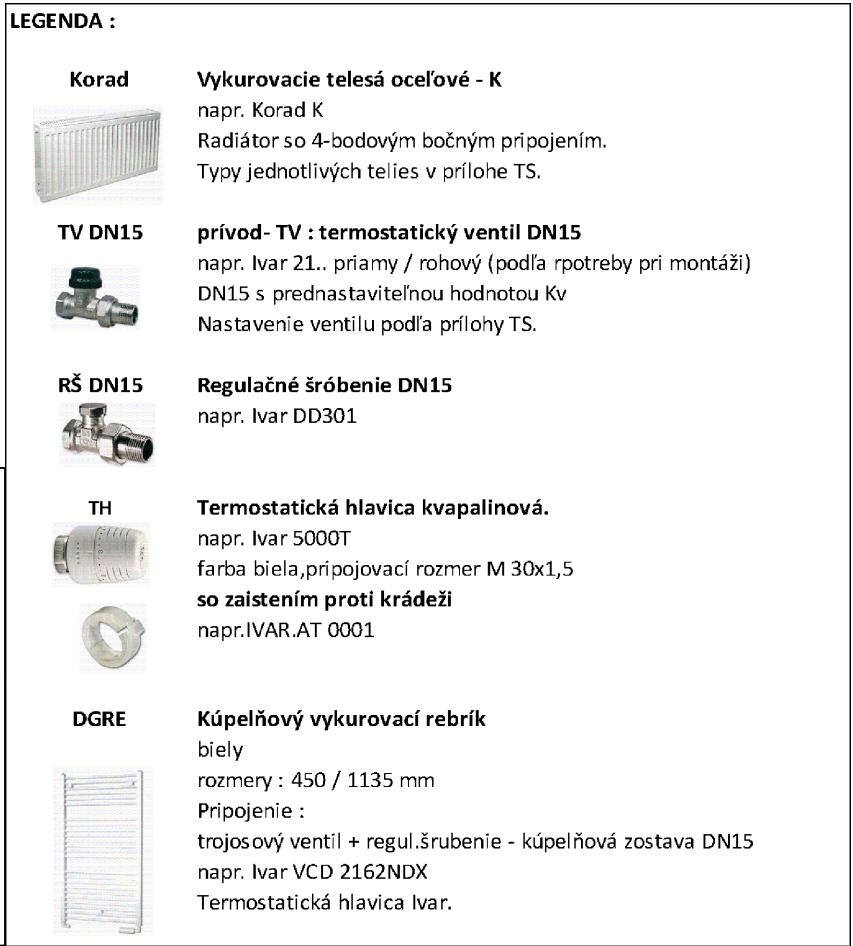 LEGENDA :
Korad Vykurovacie telesá oceľové - K
napr. Korad K
Radiátor so 4-bodovým bočným pripojením.
Typy jednotlivých telies v prílohe TS.
TV DN15 prívod- TV : termostatický ventil DN15
napr. Ivar 21.. priamy / rohový (podľa rpotreby pri montáži)
DN15 s prednastaviteľnou hodnotou Kv
Nastavenie ventilu podľa prílohy TS.
RŠ DN15 Regulačné šróbenie DN15
napr. Ivar DD301
TH Termostatická hlavica kvapalinová.
napr. Ivar 5000T
farba biela,pripojovací rozmer M 30x1,5
so zaistením proti krádeži
napr.IVAR.AT 0001
DGRE Kúpelňový vykurovací rebrík
biely
rozmery : 450 / 1135 mm
Pripojenie :
trojosový ventil + regul.šrubenie - kúpelňová zostava DN15
napr. Ivar VCD 2162NDX
Termostatická hlavica Ivar.